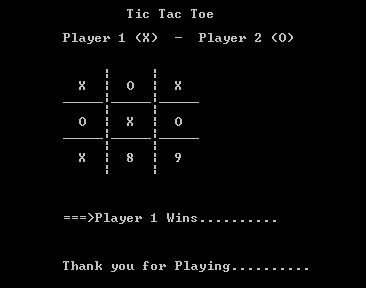 Tic Tac Toe
Player 1 (X)  -  Player 2 (O)
X | O | X
O | X | O
X | 8 | 9
===>Player 1 Wins..........
Thank you for Playing..........